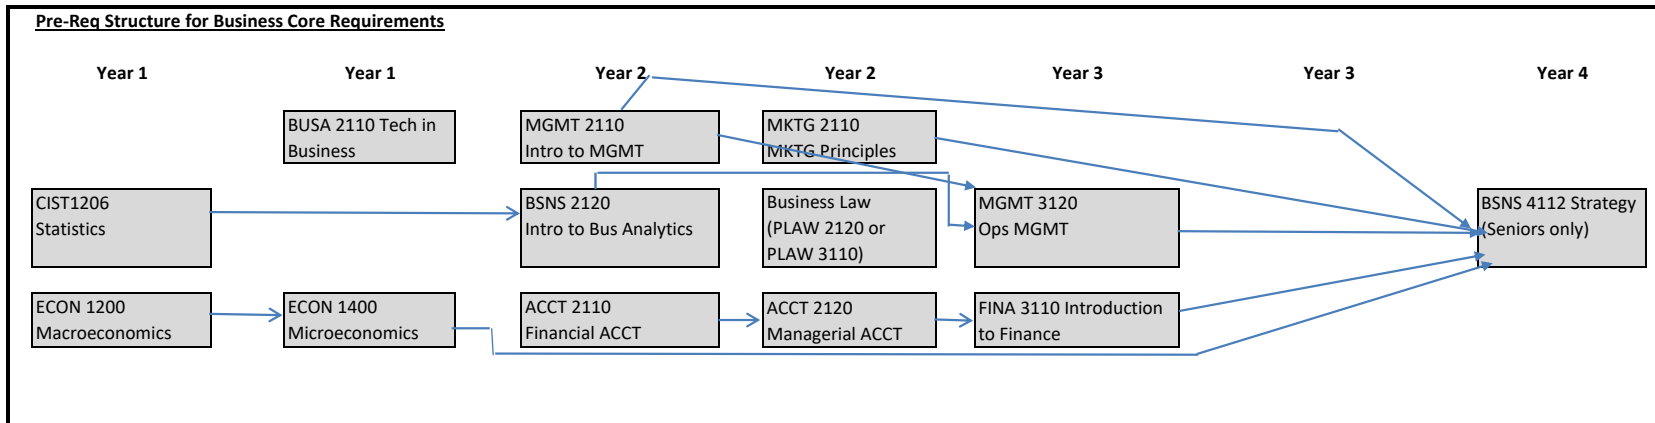 Pre-Req Structure for Business Core Requirements
Year 1
Year 1
Year 2
Year 2
Year 3
Year 3
Year 4
BUSA 2110 Tech in
Business
MGMT 2110
Intro to MGMT
MKTG 2110
MKTG Principles
CIST1206
Statistics
BSNS 2120
Intro to Bus Analytics
Business Law
(PLAW 2120 or
PLAW 3110)
MGMT 3120
Ops MGMT
BSNS 4112 Strategy
(Seniors only)
ECON 1200
Macroeconomics
ECON 1400
Microeconomics
ACCT 2110
Financial ACCT
ACCT 2120
Managerial ACCT
FINA 3110 Introduction
to Finance